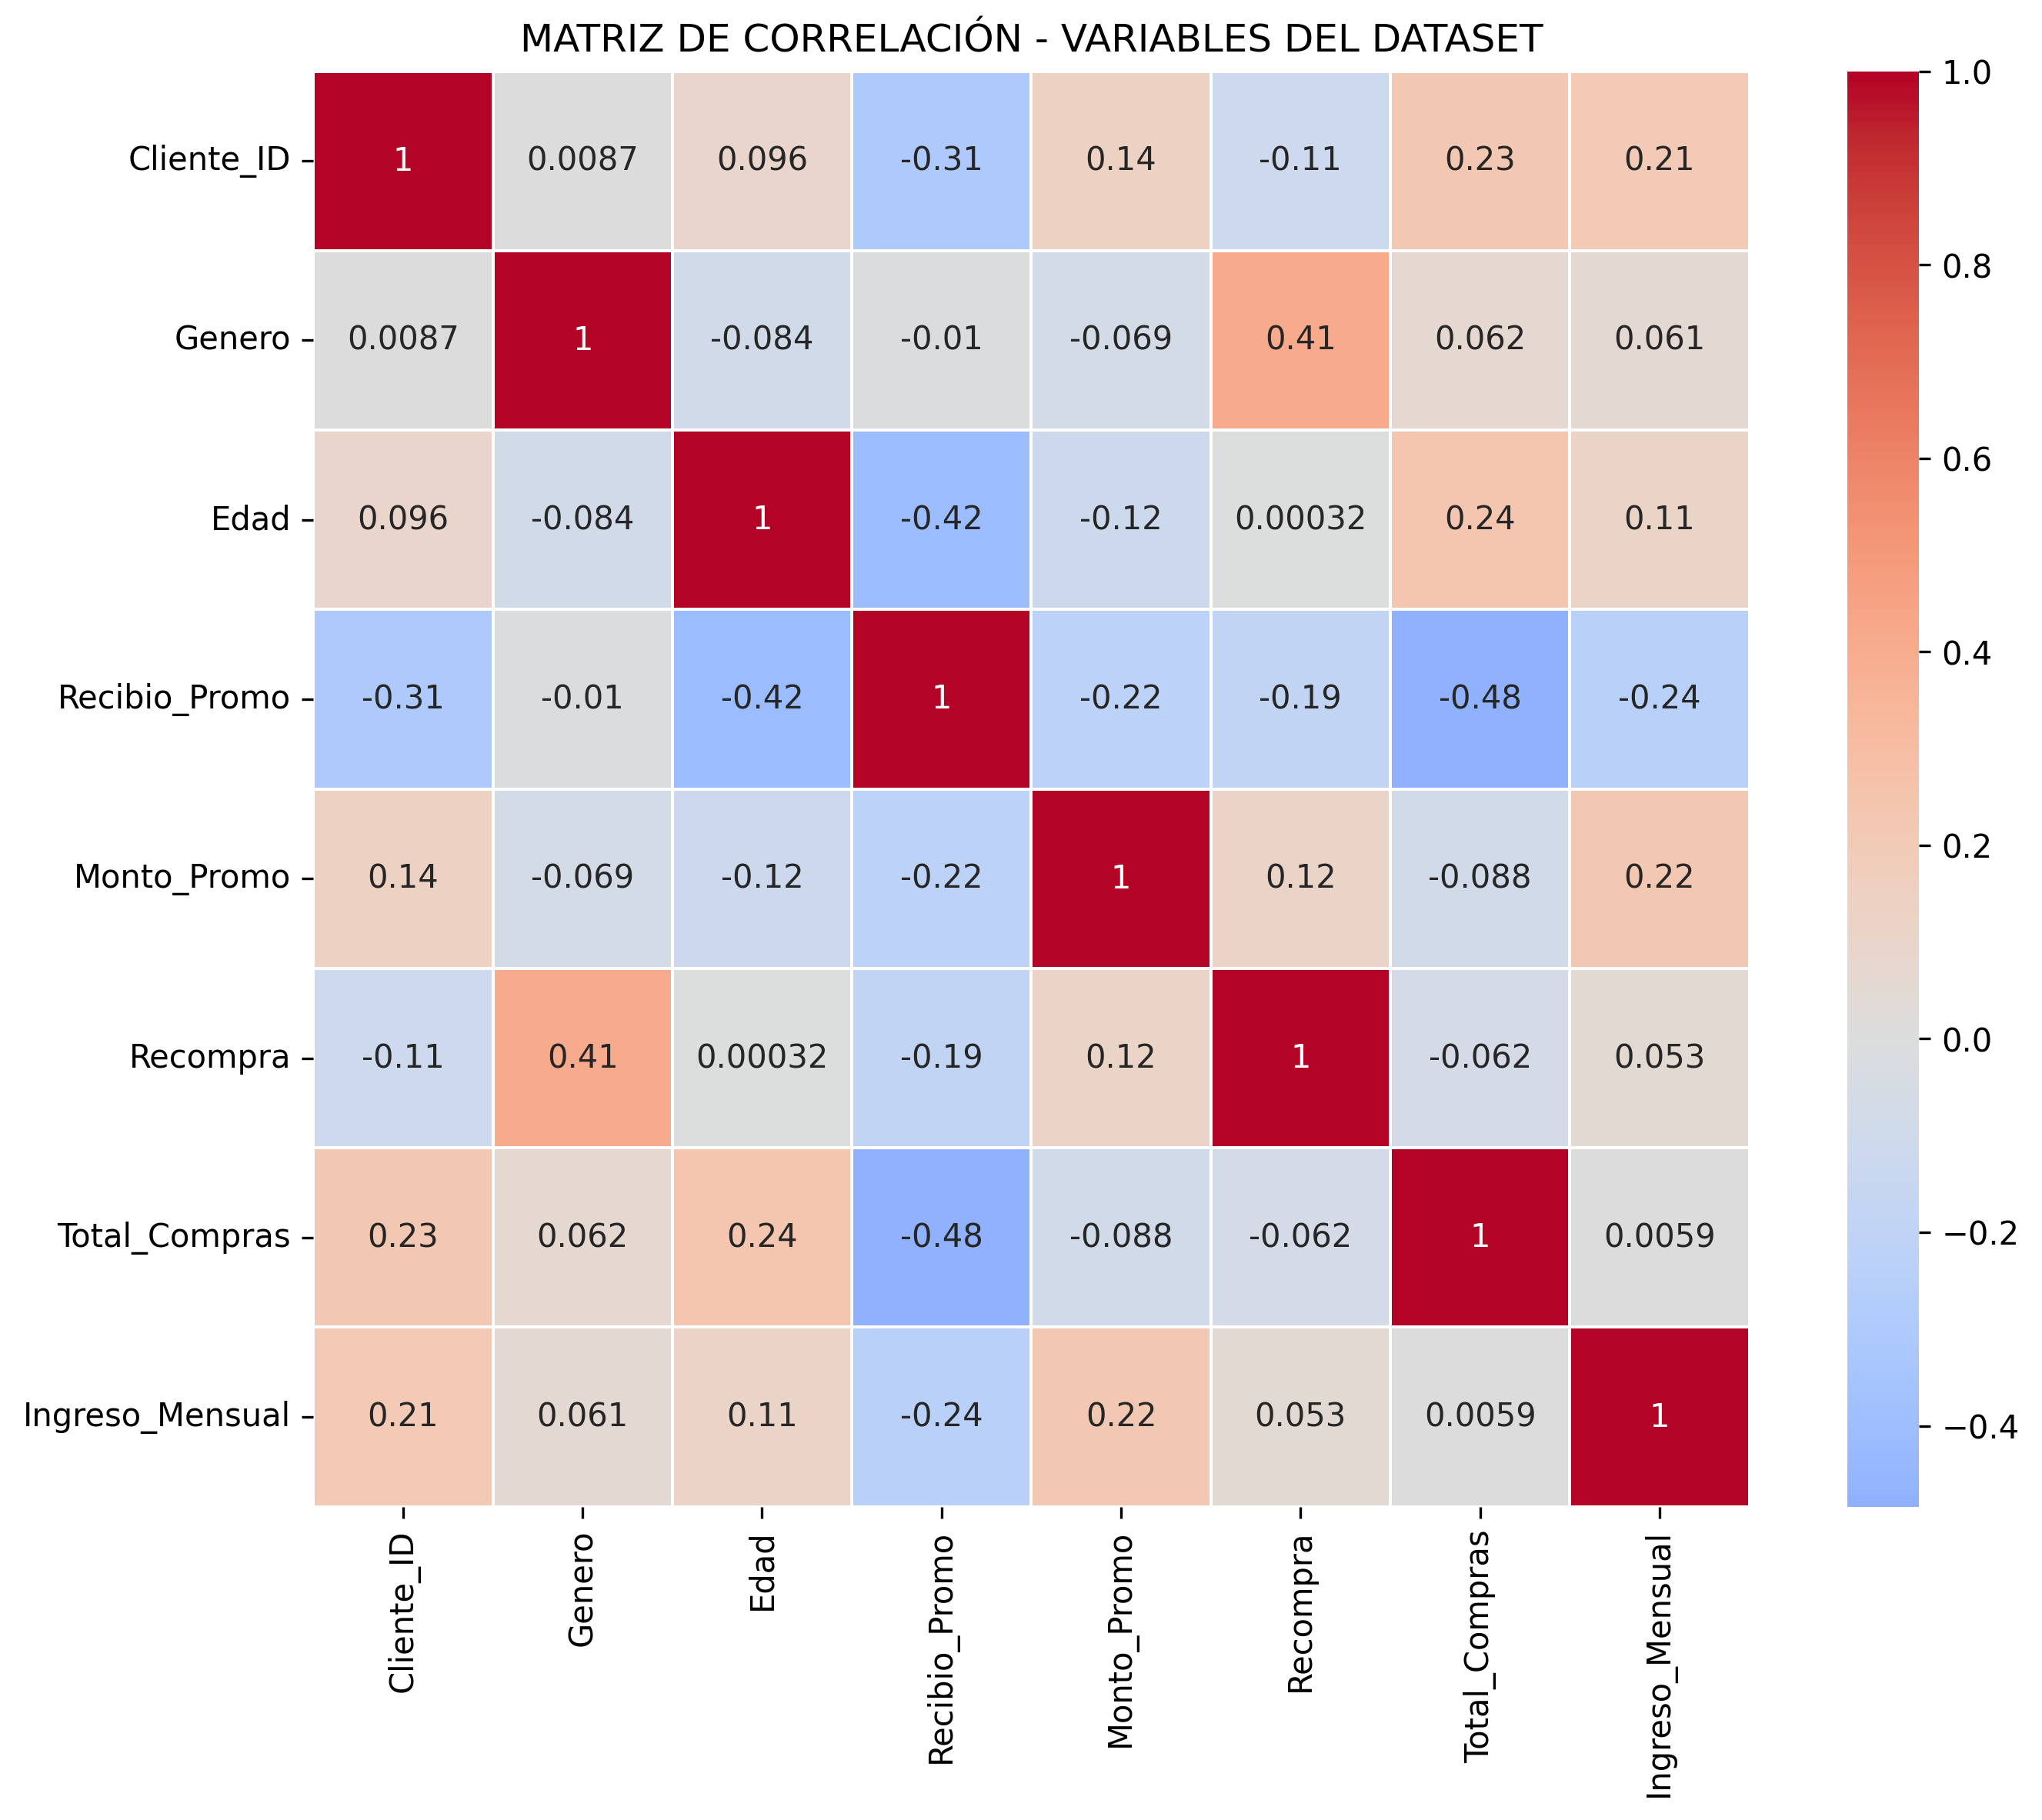 MATRIZ DE CORRELACIÓN - VARIABLES DEL DATASET
Cliente_ID 1 0.0087 0.096 -0.31 0.14 -0.11 0.23 0.21
Genero 0.0087 1 -0.084 -0.01 -0.069 0.41 0.062 0.061
Edad 0.096 -0.084 1 -0.42 -0.12 0.00032 0.24 0.11
Recibio_Promo -0.31 -0.01 -0.42 1 -0.22 -0.19 -0.48 -0.24
Monto_Promo 0.14 -0.069 -0.12 -0.22 1 0.12 -0.088 0.22
Recompra -0.11 0.41 0.00032 -0.19 0.12 1 -0.062 0.053
Total_Compras 0.23 0.062 0.24 -0.48 -0.088 -0.062 1 0.0059
Ingreso_Mensual 0.21 0.061 0.11 -0.24 0.22 0.053 0.0059 1
Cliente_ID
Genero
Edad
Recibio_Promo
Monto_Promo
Recompra
Total_Compras
Ingreso_Mensual
1.0
0.8
0.6
0.4
0.2
0.0
−0.2
−0.4